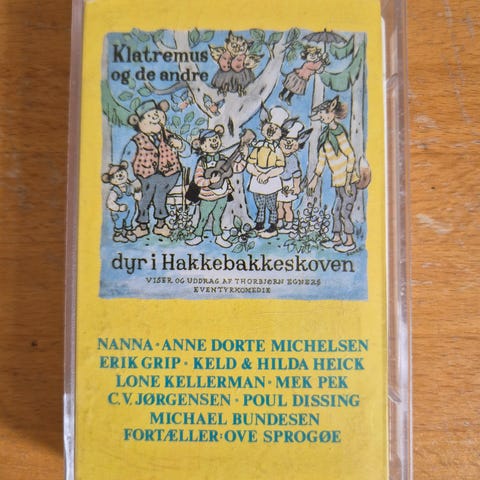 Klatremus
og de andre
dyr i Hakkebakkeskoven
VISER OG UDDRAG AF THORBJØRN EGNERS
EVENTYRKOMEDIE
NANNA · ANNE DORTE MICHELSEN
ERIK GRIP · KELD & HILDA HEICK
LONE KELLERMAN · MEK PEK
C.V. JØRGENSEN · POUL DISSING
MICHAEL BUNDESEN
FORTÆLLER: OVE SPROGØE